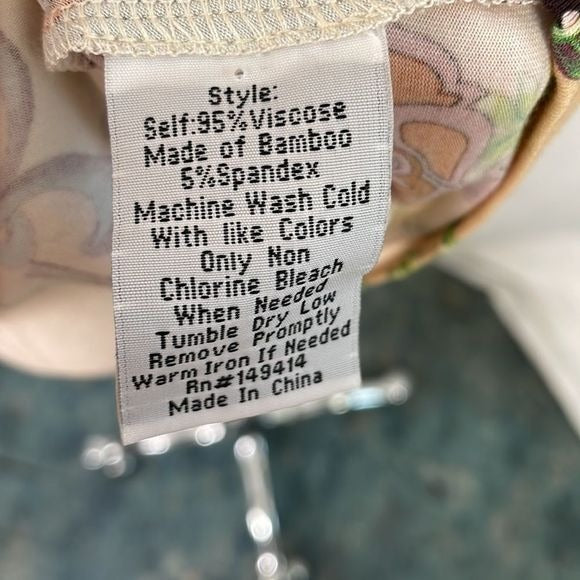 Style:
Self:95%Viscose
Made of Bamboo
5%Spandex
Machine Wash Cold
With like Colors
Only Non
Chlorine Bleach
When Needed
Tumble Dry Low
Remove Promptly
Warm Iron If Needed
Rn#149414
Made In China